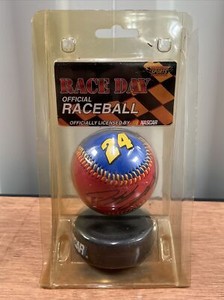 RACE DAY
OFFICIAL
RACEBALL
OFFICIALLY LICENSED BY NASCAR
24